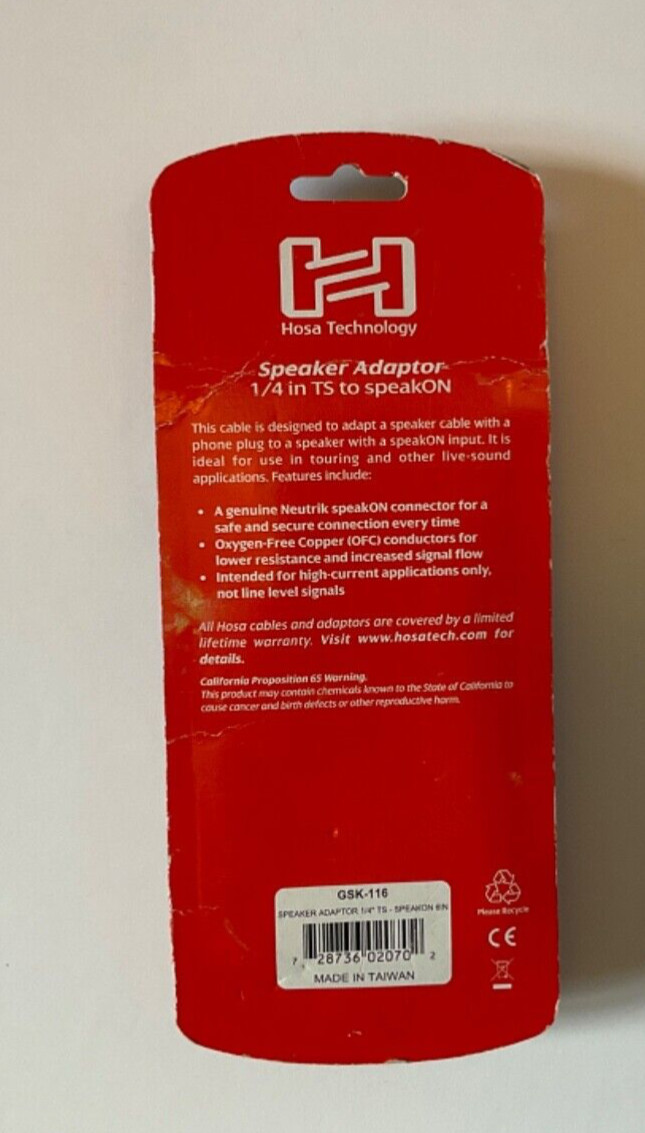 Hosa Technology
Speaker Adaptor
1/4 in TS to speakON
This cable is designed to adapt a speaker cable with a
phone plug to a speaker with a speakON input. It is
ideal for use in touring and other live-sound
applications. Features include:
• A genuine Neutrik speakON connector for a
safe and secure connection every time
• Oxygen-Free Copper (OFC) conductors for
lower resistance and increased signal flow
• Intended for high-current applications only,
not line level signals
All Hosa cables and adaptors are covered by a limited
lifetime warranty. Visit www.hosatech.com for
details.
California Proposition 65 Warning.
This product may contain chemicals known to the State of California to
cause cancer and birth defects or other reproductive harm.
GSK-116
SPEAKER ADAPTOR 1/4" TS - SPEAKON 6IN
7 28736 02070 2
MADE IN TAIWAN
Please Recycle
CE